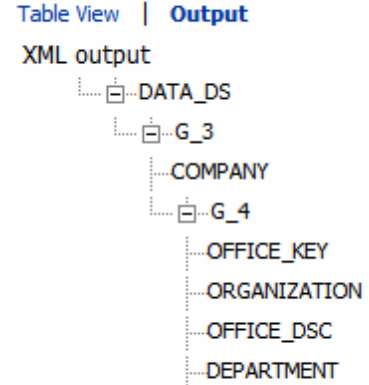 Table View | Output
XML output
DATA_DS
G_3
COMPANY
G_4
OFFICE_KEY
ORGANIZATION
OFFICE_DSC
DEPARTMENT